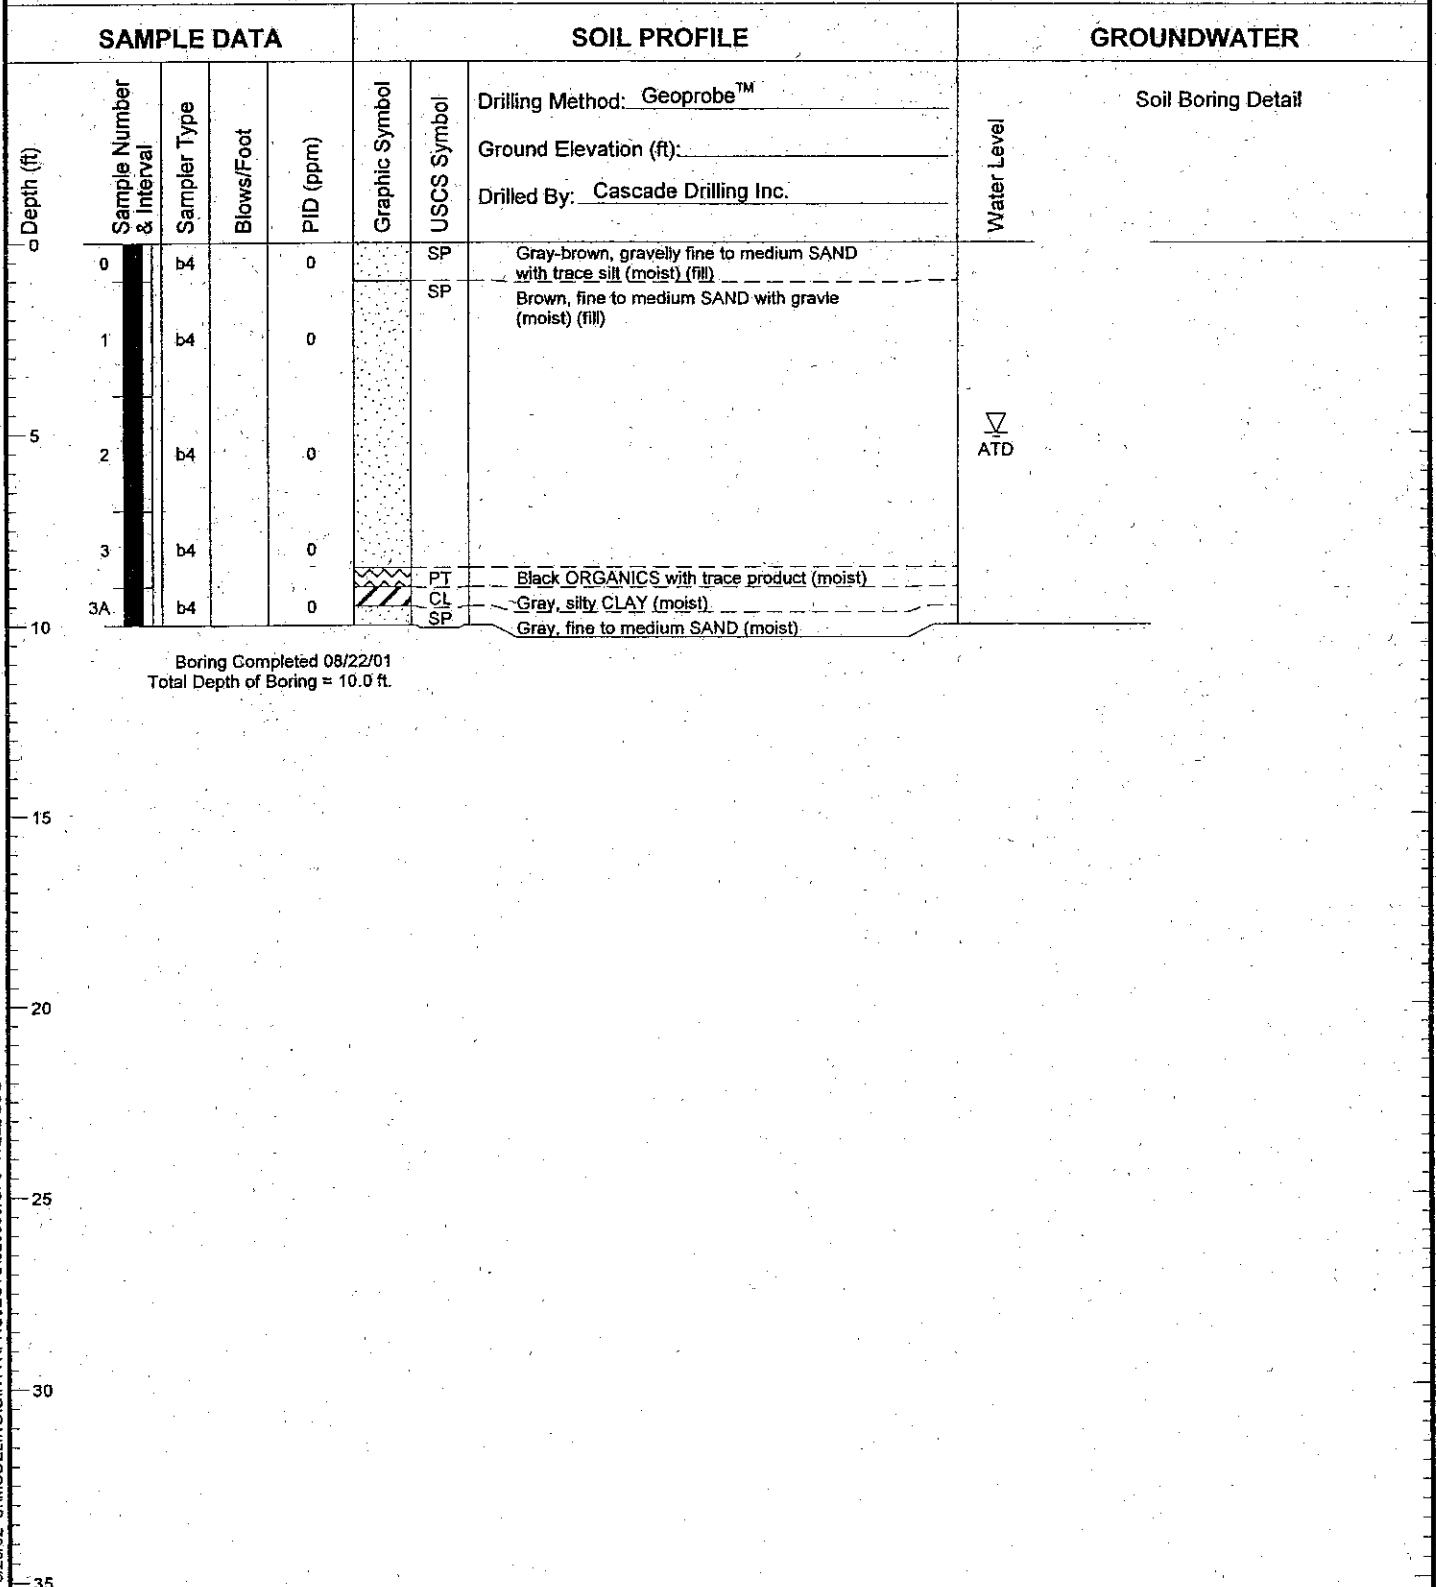 SAMPLE DATA
SOIL PROFILE
GROUNDWATER
Depth (ft)
Sample Number
& Interval
Sampler Type
Blows/Foot
PID (ppm)
Graphic Symbol
USCS Symbol
Drilling Method: Geoprobe™
Ground Elevation (ft):
Drilled By: Cascade Drilling Inc.
Water Level
Soil Boring Detail
0
0 b4 0 SP Gray-brown, gravelly fine to medium SAND
with trace silt (moist) (fill)
SP Brown, fine to medium SAND with gravle
(moist) (fill)
1 b4 0
5
2 b4 0
ATD
3 b4 0
PT Black ORGANICS with trace product (moist)
CL Gray, silty CLAY (moist)
3A b4 0
SP Gray, fine to medium SAND (moist)
10
Boring Completed 08/22/01
Total Depth of Boring = 10.0 ft.
15
20
25
30
35